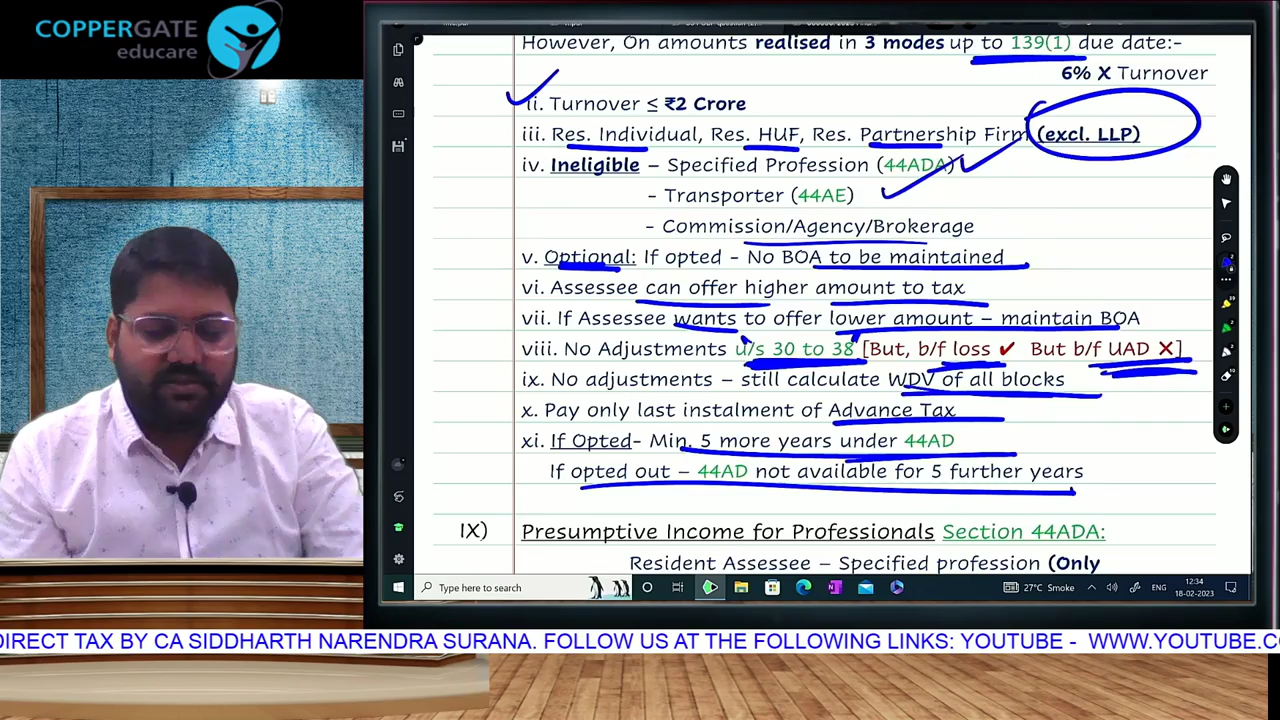 COPPERGATE
educare
However, On amounts realised in 3 modes up to 139(1) due date:-
6% X Turnover
ii. Turnover ≤ ₹2 Crore
iii. Res. Individual, Res. HUF, Res. Partnership Firm (excl. LLP)
iv. Ineligible – Specified Profession (44ADA)
- Transporter (44AE)
- Commission/Agency/Brokerage
v. Optional: If opted - No BOA to be maintained
vi. Assessee can offer higher amount to tax
vii. If Assessee wants to offer lower amount – maintain BOA
viii. No Adjustments u/s 30 to 38 [But, b/f loss ✔ But b/f UAD X]
ix. No adjustments – still calculate WDV of all blocks
x. Pay only last instalment of Advance Tax
xi. If Opted- Min. 5 more years under 44AD
If opted out – 44AD not available for 5 further years
IX) Presumptive Income for Professionals Section 44ADA:
Resident Assessee – Specified profession (Only
Type here to search
27°C Smoke
ENG
12:34
18-02-2023
DIRECT TAX BY CA SIDDHARTH NARENDRA SURANA. FOLLOW US AT THE FOLLOWING LINKS: YOUTUBE - WWW.YOUTUBE.C